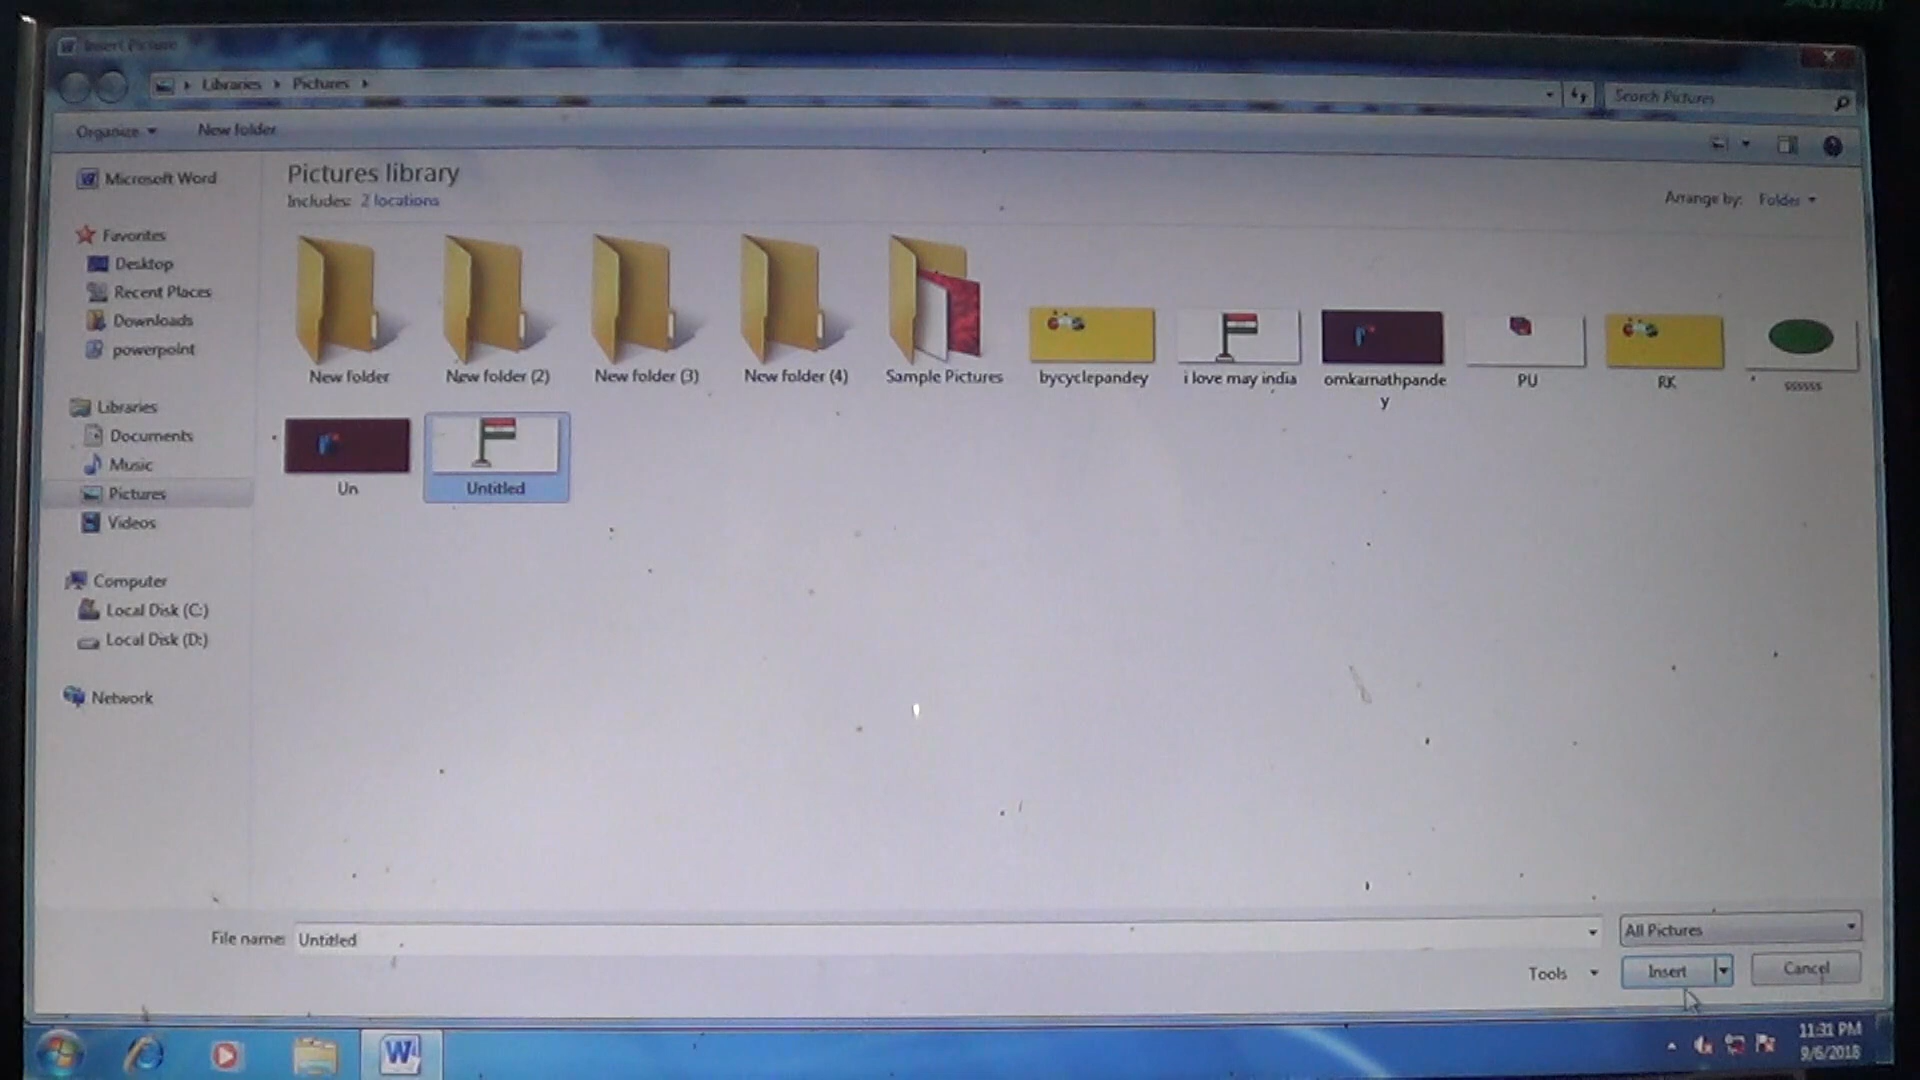 Insert Picture
Libraries Pictures
Search Pictures
Organize New folder
Microsoft Word
Favorites
Desktop
Recent Places
Downloads
powerpoint
Libraries
Documents
Music
Pictures
Videos
Computer
Local Disk (C:)
Local Disk (D:)
Network
Pictures library
Includes: 2 locations
Arrange by: Folder
New folder
New folder (2)
New folder (3)
New folder (4)
Sample Pictures
bycyclepandey
i love may india
omkarnathpande
y
PU
RK
ssssss
Un
Untitled
File name: Untitled
All Pictures
Tools Insert Cancel
11:31 PM
9/6/2018